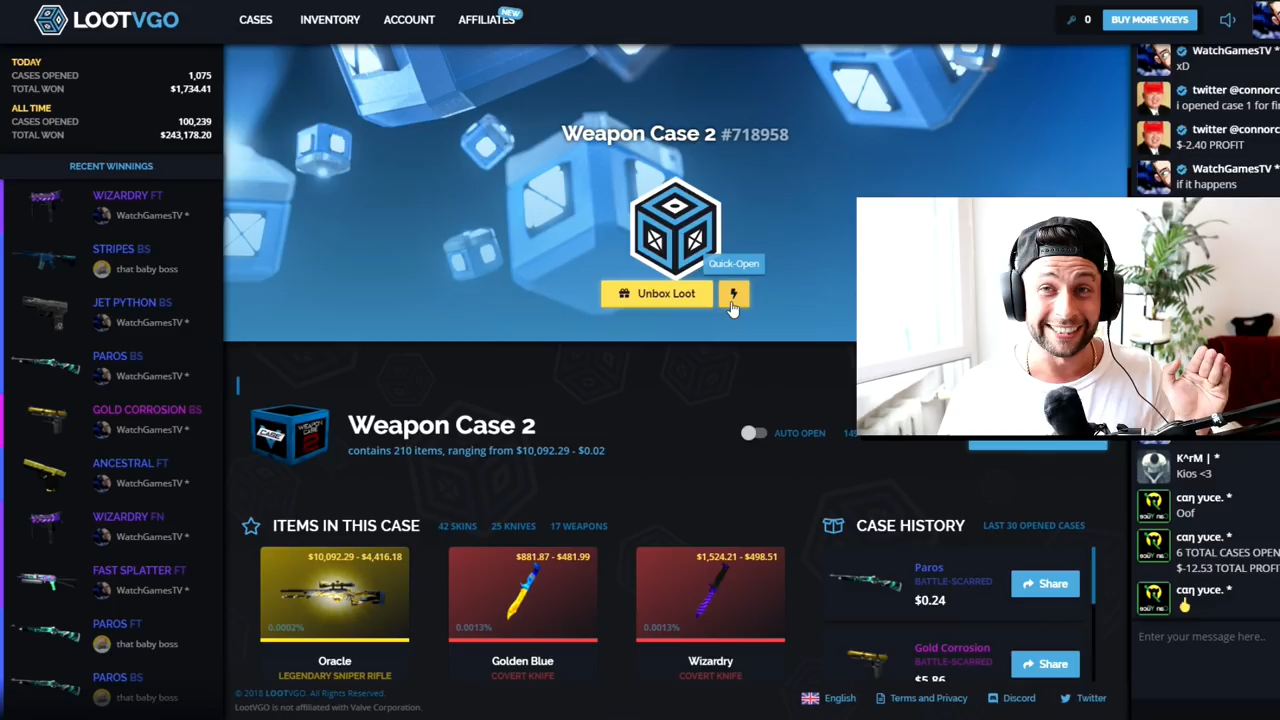 LOOTVGO
CASES
INVENTORY
ACCOUNT
AFFILIATES
NEW
0
BUY MORE VKEYS
TODAY
CASES OPENED 1,075
TOTAL WON $1,734.41
ALL TIME
CASES OPENED 100,239
TOTAL WON $243,178.20
RECENT WINNINGS
WIZARDRY FT
WatchGamesTV *
STRIPES BS
that baby boss
JET PYTHON BS
WatchGamesTV *
PAROS BS
WatchGamesTV *
GOLD CORROSION BS
WatchGamesTV *
ANCESTRAL FT
WatchGamesTV *
WIZARDRY FN
WatchGamesTV *
FAST SPLATTER FT
WatchGamesTV *
PAROS FT
that baby boss
PAROS BS
that baby boss
Weapon Case 2 #718958
Quick-Open
Unbox Loot
Weapon Case 2
contains 210 items, ranging from $10,092.29 - $0.02
AUTO OPEN
149
ITEMS IN THIS CASE
42 SKINS
25 KNIVES
17 WEAPONS
$10,092.29 - $4,416.18
0.0002%
Oracle
LEGENDARY SNIPER RIFLE
$881.87 - $481.99
0.0013%
Golden Blue
COVERT KNIFE
$1,524.21 - $498.51
0.0013%
Wizardry
COVERT KNIFE
CASE HISTORY
LAST 30 OPENED CASES
Paros
BATTLE-SCARRED
$0.24
Share
Gold Corrosion
BATTLE-SCARRED
$5.86
Share
© 2018 LOOTVGO. All Rights Reserved.
LootVGO is not affiliated with Valve Corporation.
English
Terms and Privacy
Discord
Twitter
WatchGamesTV
xD
twitter @connorc
i opened case 1 for fi
twitter @connorc
$-2.40 PROFIT
WatchGamesTV *
if it happens
K^rM | *
Kios <3
cαη yuce. *
Oof
cαη yuce. *
6 TOTAL CASES OPEN
$-12.53 TOTAL PROFI
cαη yuce. *
Enter your message here..